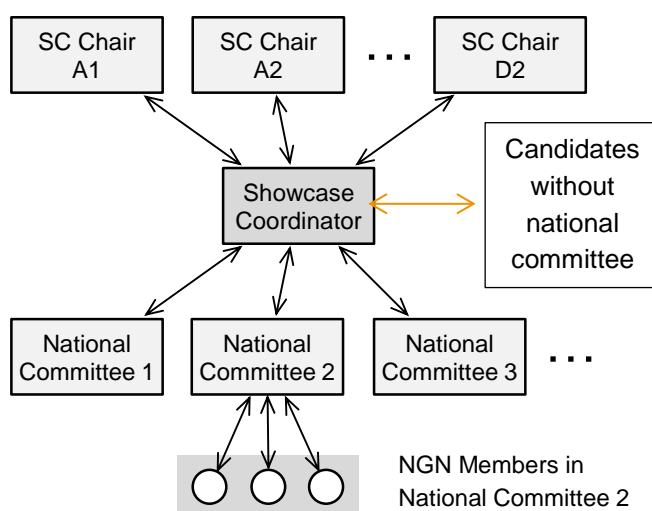 SC Chair
A1
SC Chair
A2
...
SC Chair
D2
Candidates
without
national
committee
Showcase
Coordinator
National
Committee 1
National
Committee 2
National
Committee 3
...
NGN Members in
National Committee 2